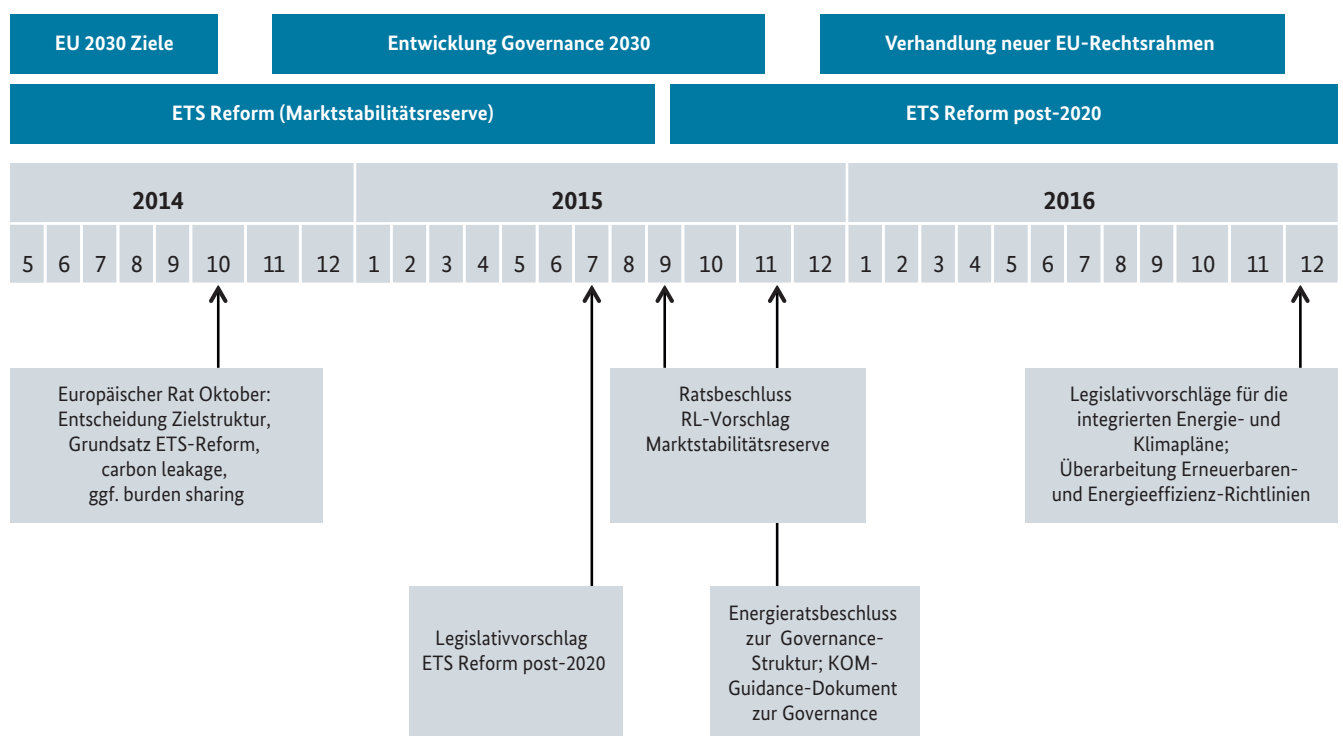 EU 2030 Ziele
Entwicklung Governance 2030
Verhandlung neuer EU-Rechtsrahmen
ETS Reform (Marktstabilitätsreserve)
ETS Reform post-2020
2014
2015
2016
5 6 7 8 9 10 11 12 1 2 3 4 5 6 7 8 9 10 11 12 1 2 3 4 5 6 7 8 9 10 11 12
Europäischer Rat Oktober:
Entscheidung Zielstruktur,
Grundsatz ETS-Reform,
carbon leakage,
ggf. burden sharing
Ratsbeschluss
RL-Vorschlag
Marktstabilitätsreserve
Legislativvorschläge für die
integrierten Energie- und
Klimapläne;
Überarbeitung Erneuerbaren-
und Energieeffizienz-Richtlinien
Legislativvorschlag
ETS Reform post-2020
Energieratsbeschluss
zur Governance-
Struktur; KOM-
Guidance-Dokument
zur Governance